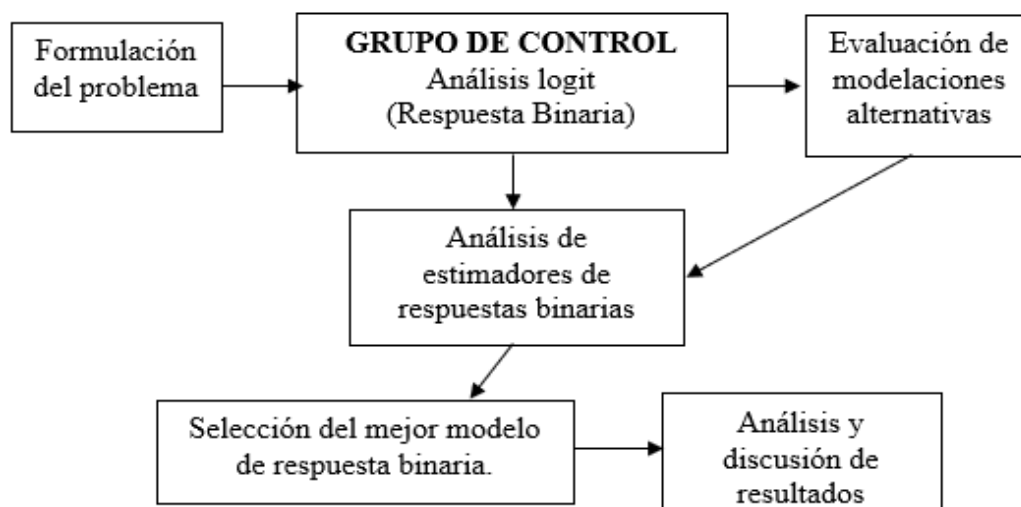 Formulación
del problema
GRUPO DE CONTROL
Análisis logit
(Respuesta Binaria)
Evaluación de
modelaciones
alternativas
Análisis de
estimadores de
respuestas binarias
Selección del mejor modelo
de respuesta binaria.
Análisis y
discusión de
resultados